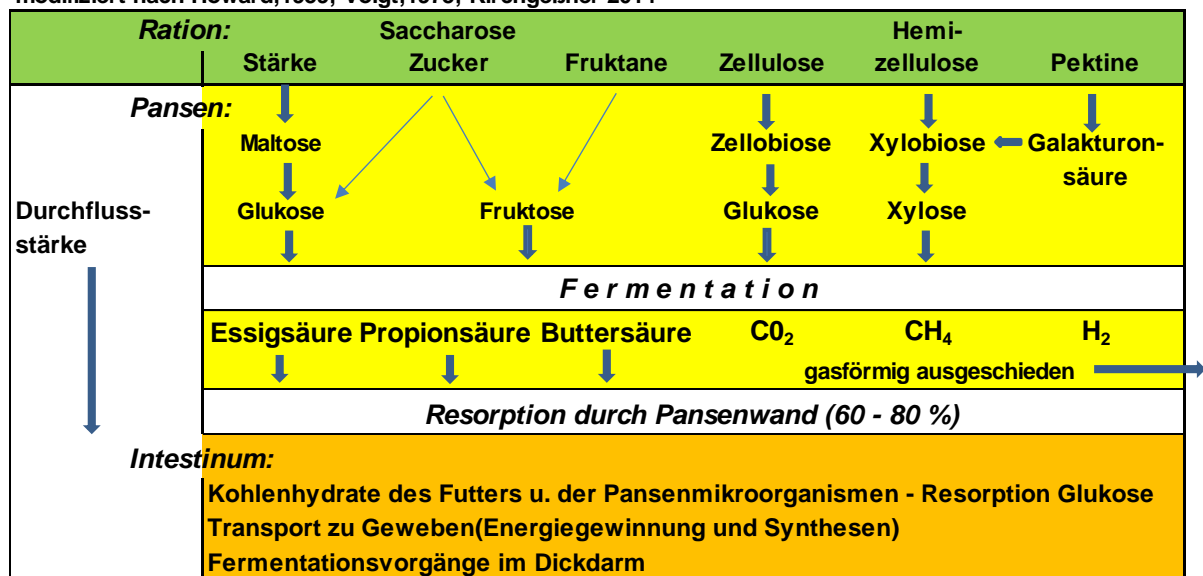 Ration:
Saccharose
Hemi-
Stärke Zucker Fruktane Zellulose zellulose Pektine
Pansen:
Maltose Zellobiose Xylobiose Galakturon-
säure
Durchfluss- Glukose Fruktose Glukose Xylose
stärke
Fermentation
Essigsäure Propionsäure Buttersäure C0₂ CH₄ H₂
gasförmig ausgeschieden
Resorption durch Pansenwand (60 - 80 %)
Intestinum:
Kohlenhydrate des Futters u. der Pansenmikroorganismen - Resorption Glukose
Transport zu Geweben(Energiegewinnung und Synthesen)
Fermentationsvorgänge im Dickdarm